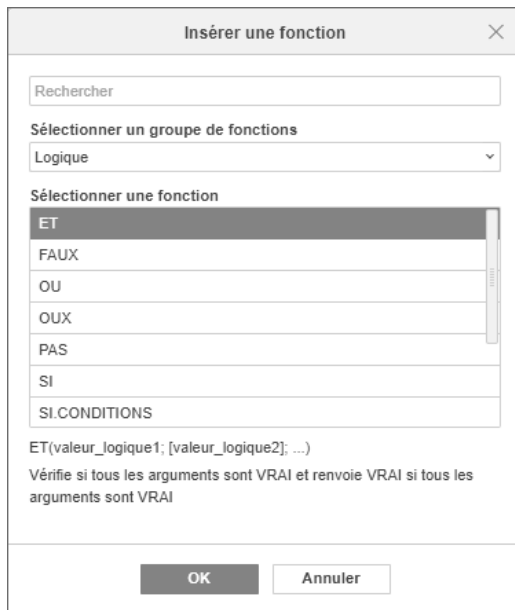 Insérer une fonction
Rechercher
Sélectionner un groupe de fonctions
Logique
Sélectionner une fonction
ET
FAUX
OU
OUX
PAS
SI
SI.CONDITIONS
ET(valeur_logique1; [valeur_logique2]; ...)
Vérifie si tous les arguments sont VRAI et renvoie VRAI si tous les
arguments sont VRAI
OK Annuler